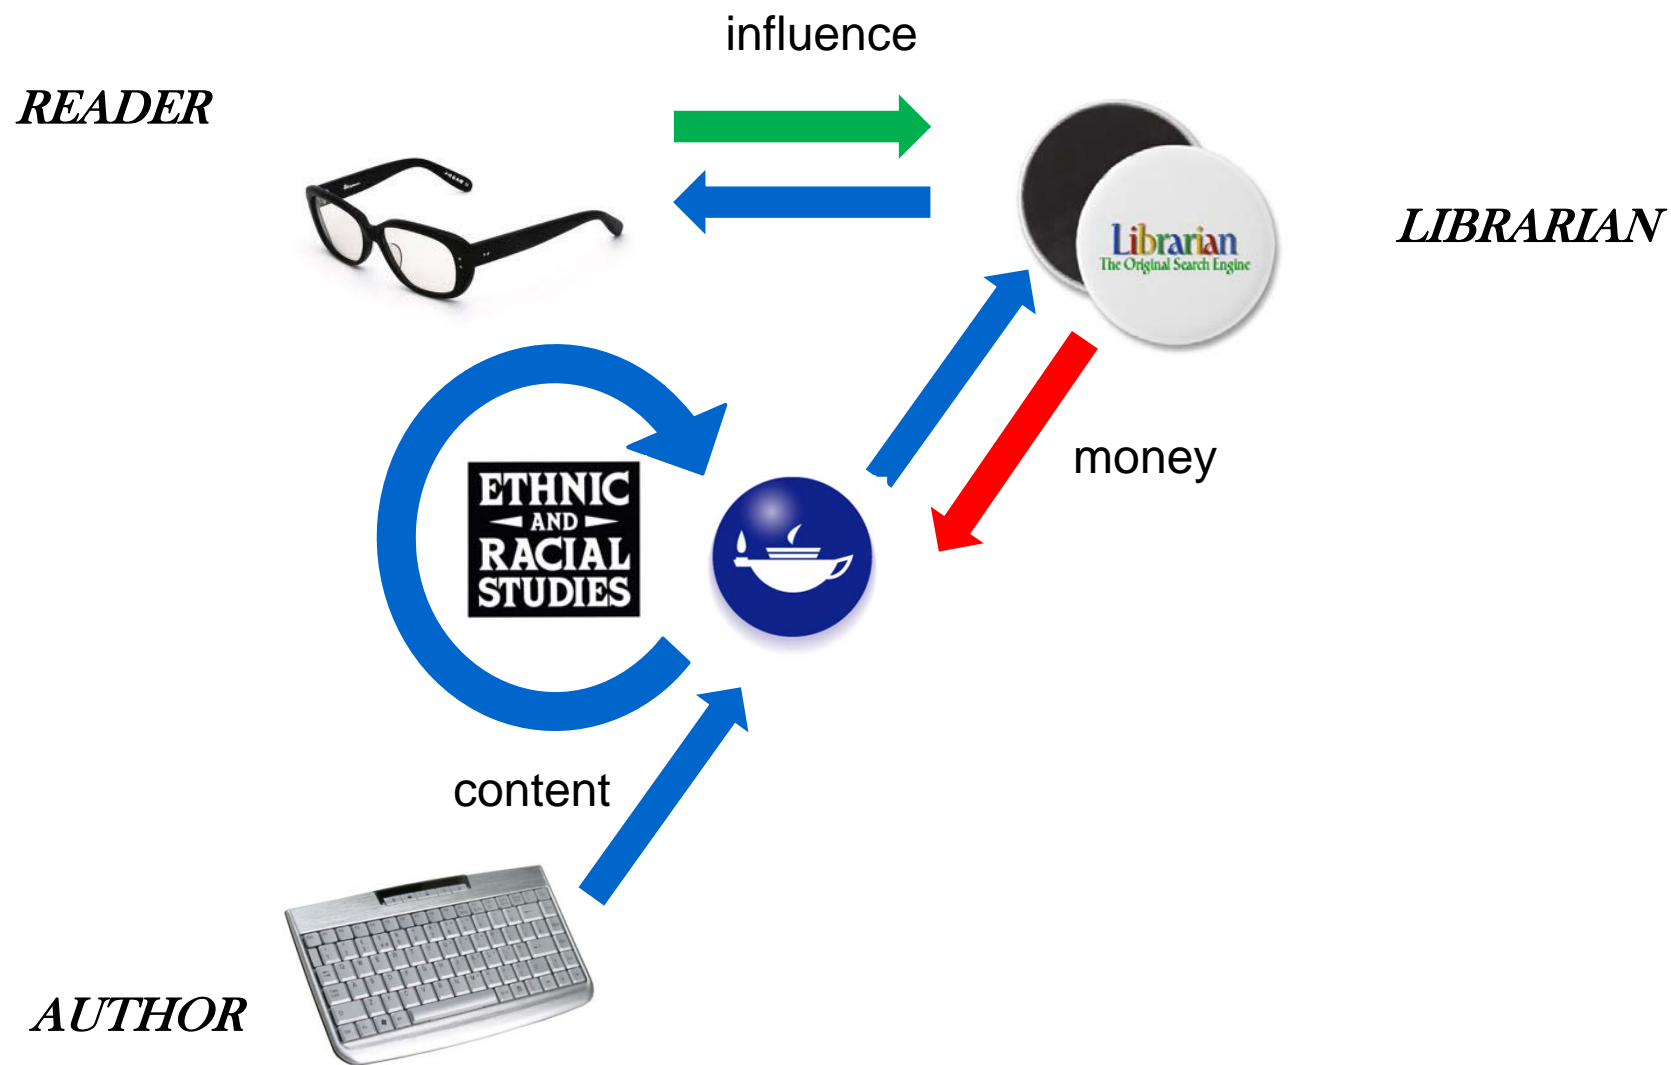 influence
READER
Librarian
The Original Search Engine
LIBRARIAN
money
ETHNIC
AND
RACIAL
STUDIES
content
AUTHOR